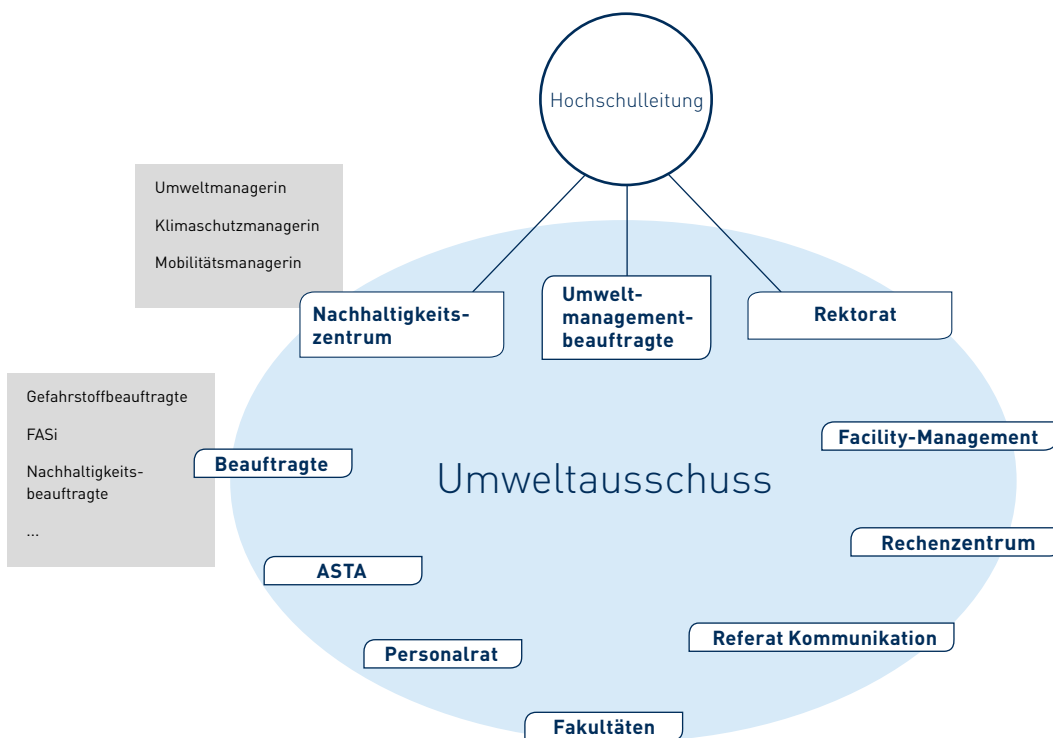 Hochschulleitung
Umweltmanagerin
Klimaschutzmanagerin
Mobilitätsmanagerin
Nachhaltigkeits-
zentrum
Umwelt-
management-
beauftragte
Rektorat
Gefahrstoffbeauftragte
FASi
Nachhaltigkeits-
beauftragte
...
Beauftragte
Facility-Management
Umweltausschuss
Rechenzentrum
ASTA
Referat Kommunikation
Personalrat
Fakultäten